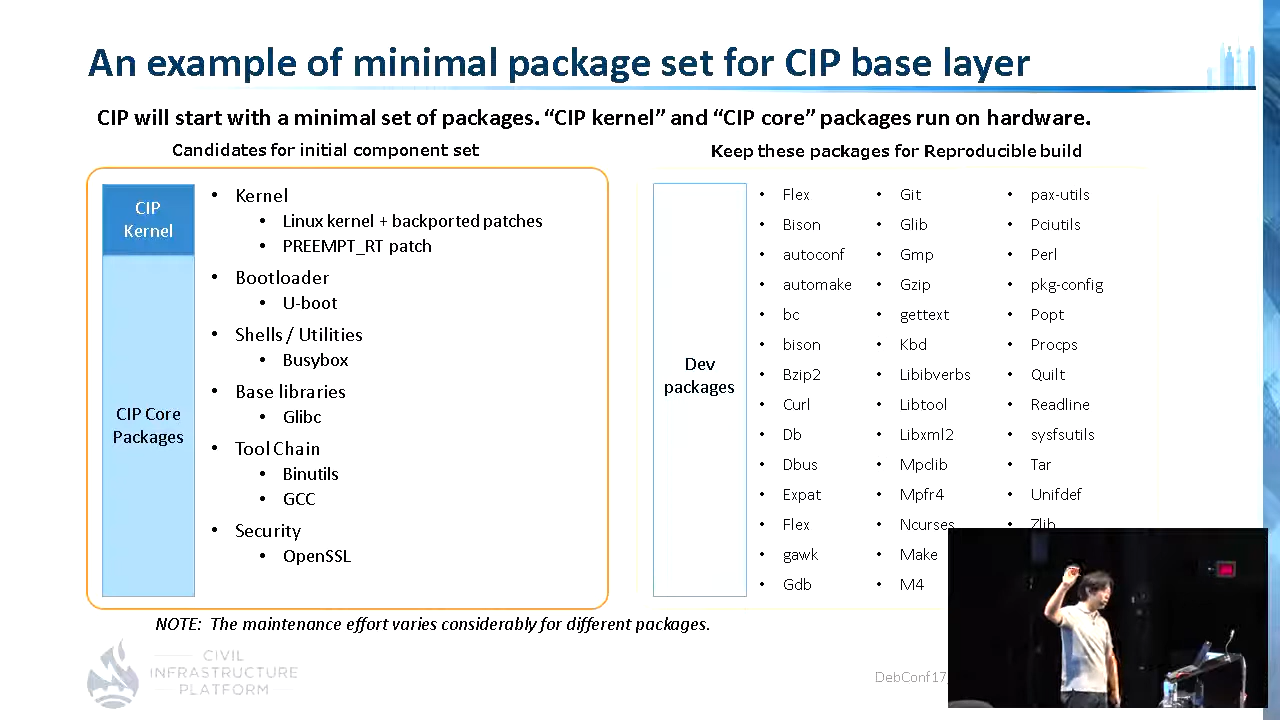 An example of minimal package set for CIP base layer
CIP will start with a minimal set of packages. “CIP kernel” and “CIP core” packages run on hardware.
Candidates for initial component set
CIP
Kernel
CIP Core
Packages
• Kernel
• Linux kernel + backported patches
• PREEMPT_RT patch
• Bootloader
• U-boot
• Shells / Utilities
• Busybox
• Base libraries
• Glibc
• Tool Chain
• Binutils
• GCC
• Security
• OpenSSL
Keep these packages for Reproducible build
Dev
packages
• Flex
• Bison
• autoconf
• automake
• bc
• bison
• Bzip2
• Curl
• Db
• Dbus
• Expat
• Flex
• gawk
• Gdb
• Git
• Glib
• Gmp
• Gzip
• gettext
• Kbd
• Libibverbs
• Libtool
• Libxml2
• Mpclib
• Mpfr4
• Ncurses
• Make
• M4
• pax-utils
• Pciutils
• Perl
• pkg-config
• Popt
• Procps
• Quilt
• Readline
• sysfsutils
• Tar
• Unifdef
• Zlib
NOTE: The maintenance effort varies considerably for different packages.
CIVIL
INFRASTRUCTURE
PLATFORM
DebConf17